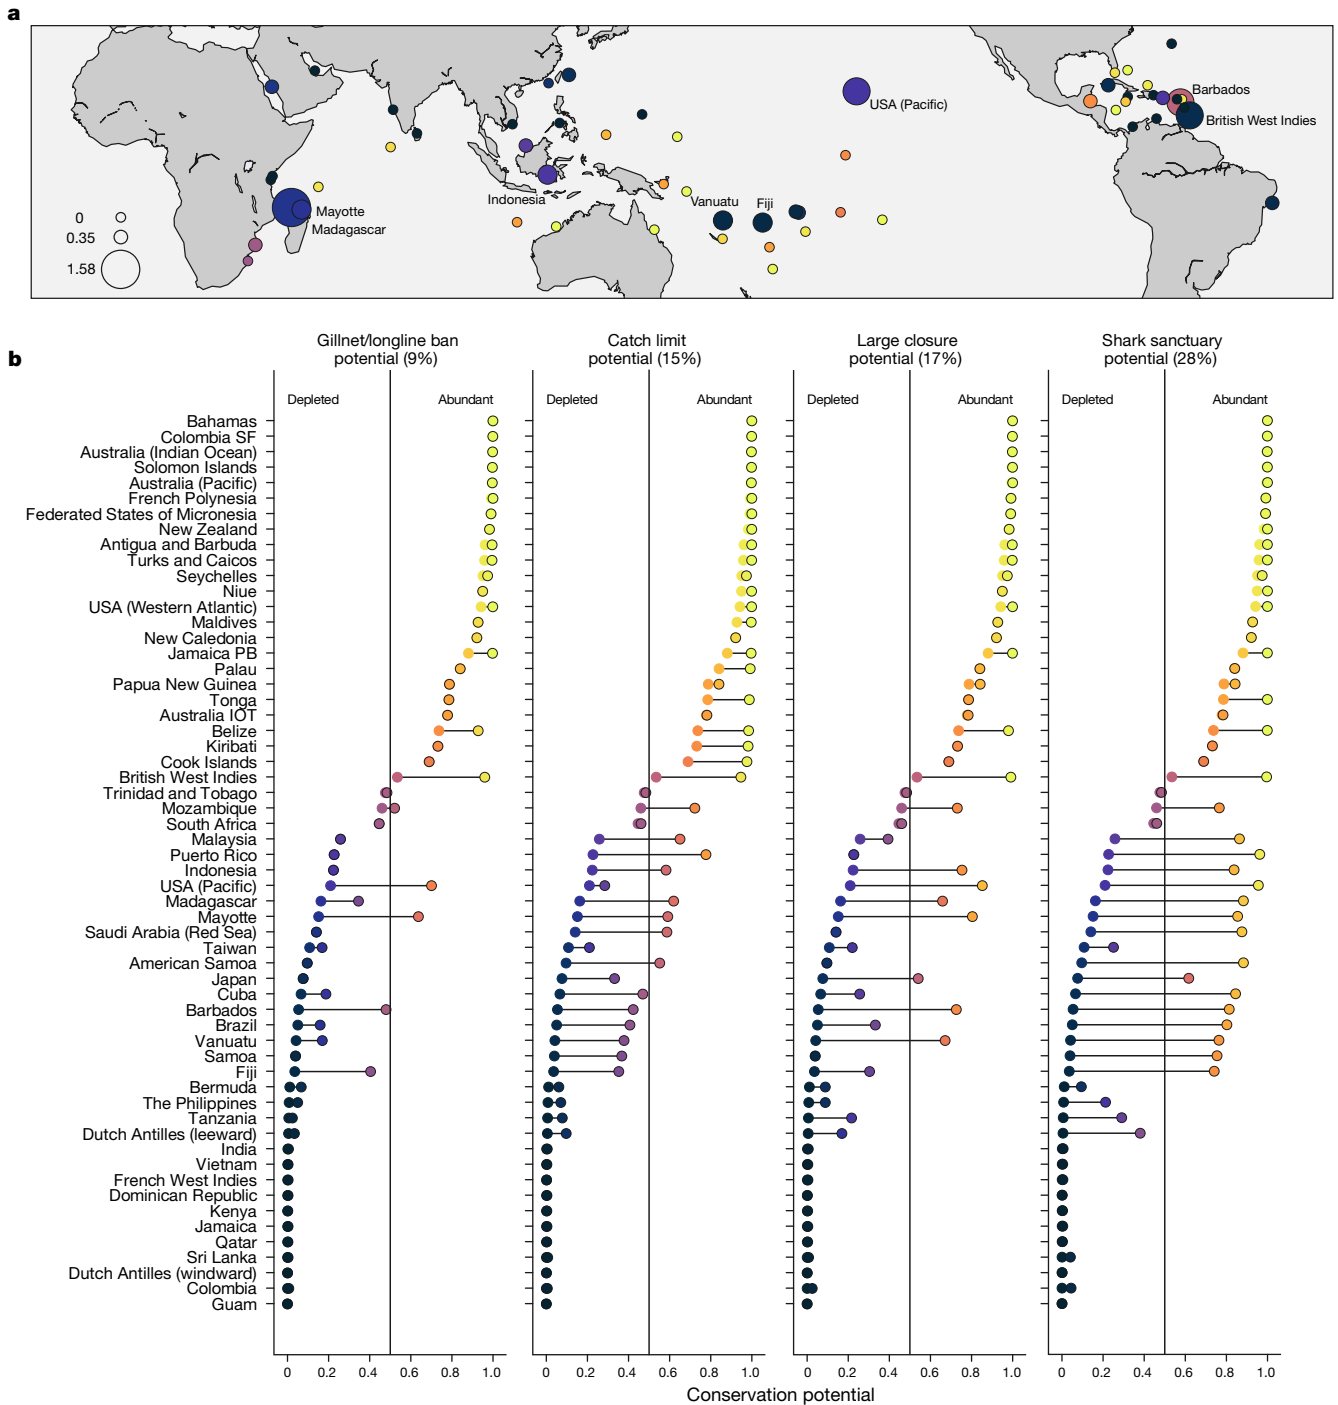 a
USA (Pacific)
Barbados
British West Indies
Indonesia
Vanuatu
Fiji
Mayotte
Madagascar
0
0.35
1.58
b
Gillnet/longline ban
potential (9%)
Catch limit
potential (15%)
Large closure
potential (17%)
Shark sanctuary
potential (28%)
Depleted Abundant Depleted Abundant Depleted Abundant Depleted Abundant
Bahamas
Colombia SF
Australia (Indian Ocean)
Solomon Islands
Australia (Pacific)
French Polynesia
Federated States of Micronesia
New Zealand
Antigua and Barbuda
Turks and Caicos
Seychelles
Niue
USA (Western Atlantic)
Maldives
New Caledonia
Jamaica PB
Palau
Papua New Guinea
Tonga
Australia IOT
Belize
Kiribati
Cook Islands
British West Indies
Trinidad and Tobago
Mozambique
South Africa
Malaysia
Puerto Rico
Indonesia
USA (Pacific)
Madagascar
Mayotte
Saudi Arabia (Red Sea)
Taiwan
American Samoa
Japan
Cuba
Barbados
Brazil
Vanuatu
Samoa
Fiji
Bermuda
The Philippines
Tanzania
Dutch Antilles (leeward)
India
Vietnam
French West Indies
Dominican Republic
Kenya
Jamaica
Qatar
Sri Lanka
Dutch Antilles (windward)
Colombia
Guam
0 0.2 0.4 0.6 0.8 1.0 0 0.2 0.4 0.6 0.8 1.0 0 0.2 0.4 0.6 0.8 1.0 0 0.2 0.4 0.6 0.8 1.0
Conservation potential